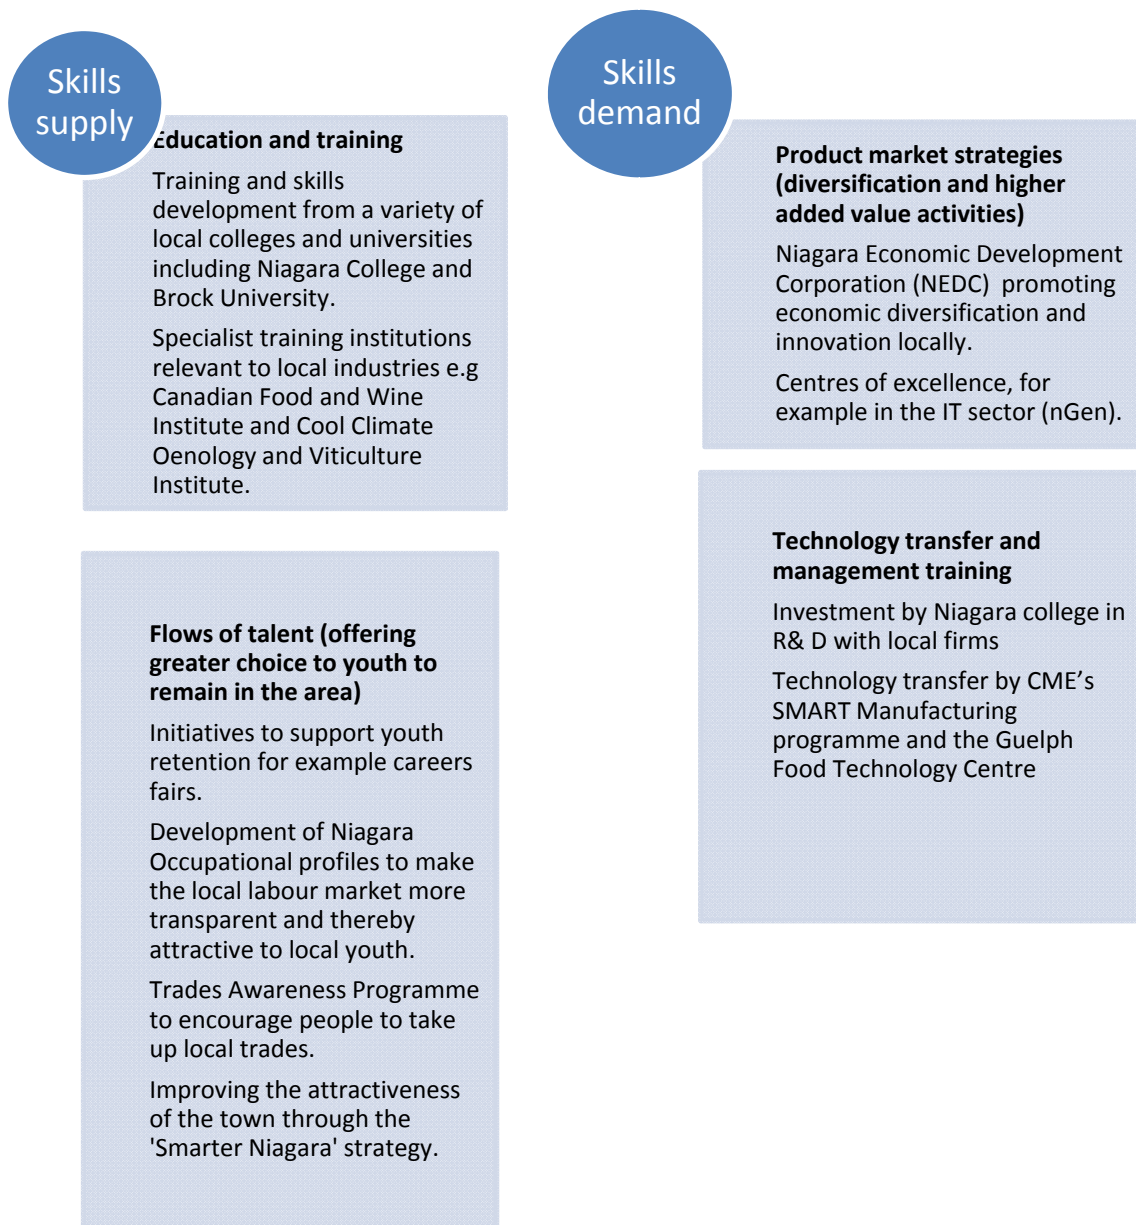 Skills
supply
Education and training
Training and skills
development from a variety of
local colleges and universities
including Niagara College and
Brock University.
Specialist training institutions
relevant to local industries e.g
Canadian Food and Wine
Institute and Cool Climate
Oenology and Viticulture
Institute.
Flows of talent (offering
greater choice to youth to
remain in the area)
Initiatives to support youth
retention for example careers
fairs.
Development of Niagara
Occupational profiles to make
the local labour market more
transparent and thereby
attractive to local youth.
Trades Awareness Programme
to encourage people to take
up local trades.
Improving the attractiveness
of the town through the
'Smarter Niagara' strategy.
Skills
demand
Product market strategies
(diversification and higher
added value activities)
Niagara Economic Development
Corporation (NEDC)  promoting
economic diversification and
innovation locally.
Centres of excellence, for
example in the IT sector (nGen).
Technology transfer and
management training
Investment by Niagara college in
R& D with local firms
Technology transfer by CME’s
SMART Manufacturing
programme and the Guelph
Food Technology Centre